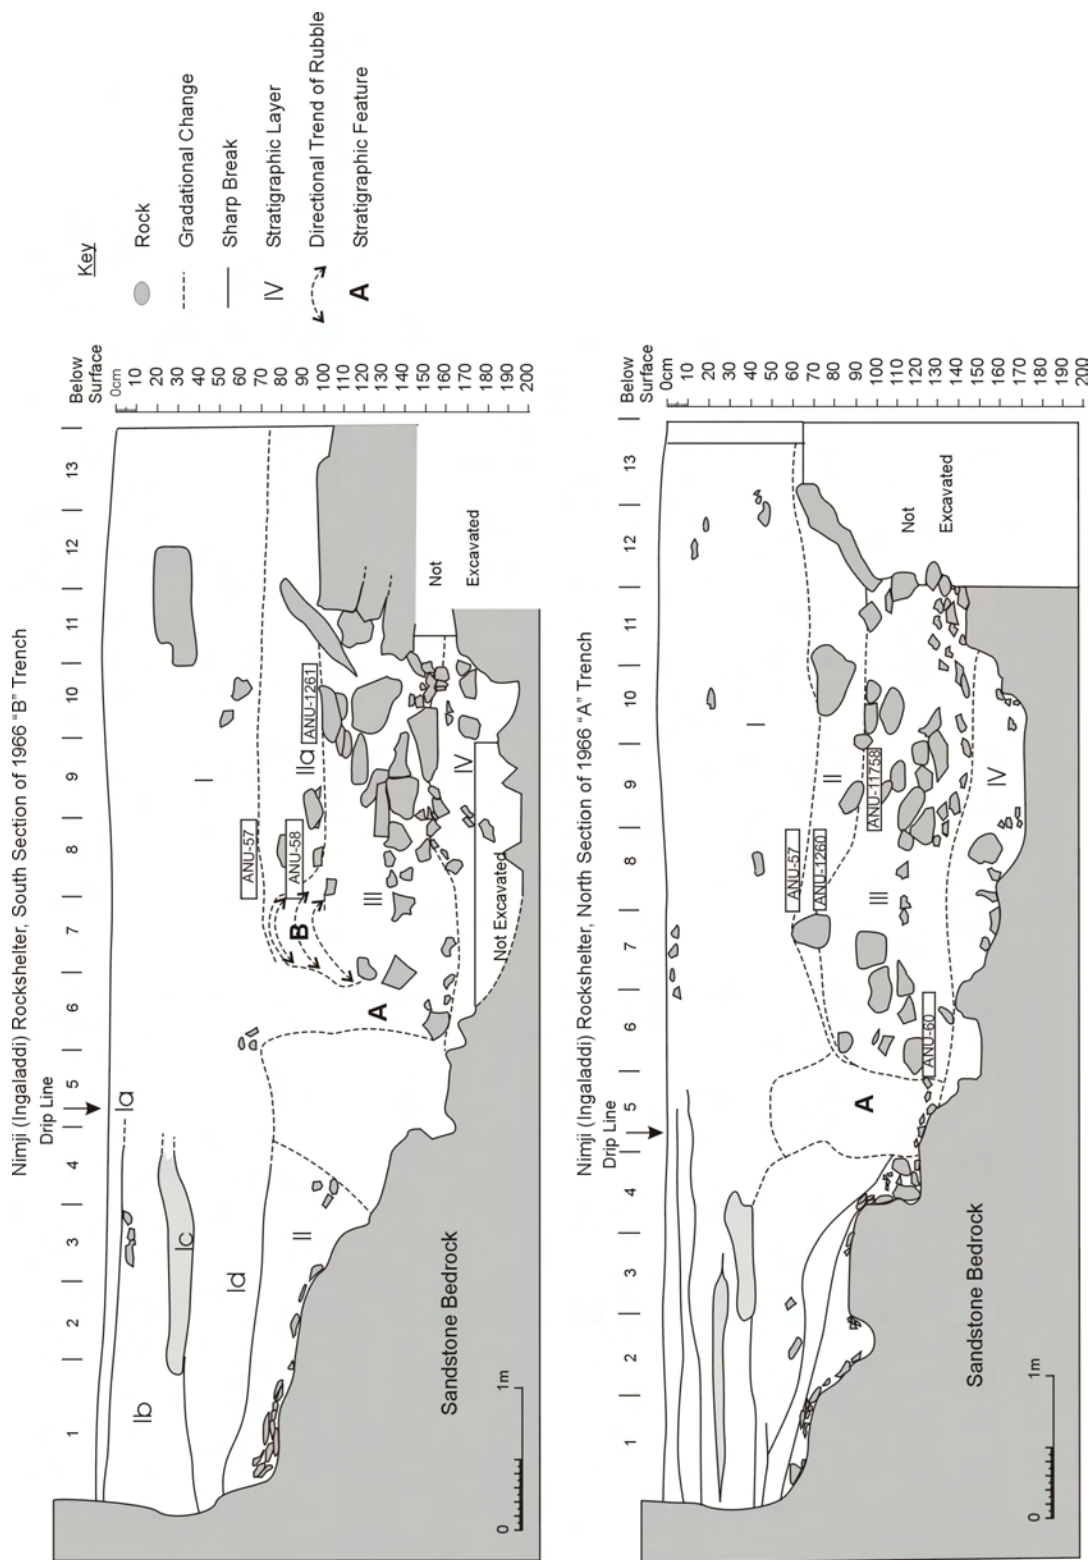 Nimji (Ingaladdi) Rockshelter, South Section of 1966 "B" Trench
Drip Line
Below
Surface
1
2
3
4
5
6
7
8
9
10
11
12
13
0cm
10
20
30
40
50
60
70
80
90
100
110
120
130
140
150
160
170
180
190
200
Ia
Ib
Ic
Id
I
II
IIa
III
IV
A
B
ANU-57
ANU-58
ANU-1261
Not
Excavated
Not Excavated
Sandstone Bedrock
0
1m
Key
Rock
Gradational Change
Sharp Break
IV
Stratigraphic Layer
Directional Trend of Rubble
A
Stratigraphic Feature
Nimji (Ingaladdi) Rockshelter, North Section of 1966 "A" Trench
Drip Line
Below
Surface
1
2
3
4
5
6
7
8
9
10
11
12
13
0cm
10
20
30
40
50
60
70
80
90
100
110
120
130
140
150
160
170
180
200
I
II
III
IV
A
ANU-57
ANU-1260
ANU-11758
ANU-60
Not
Excavated
Sandstone Bedrock
0
1m